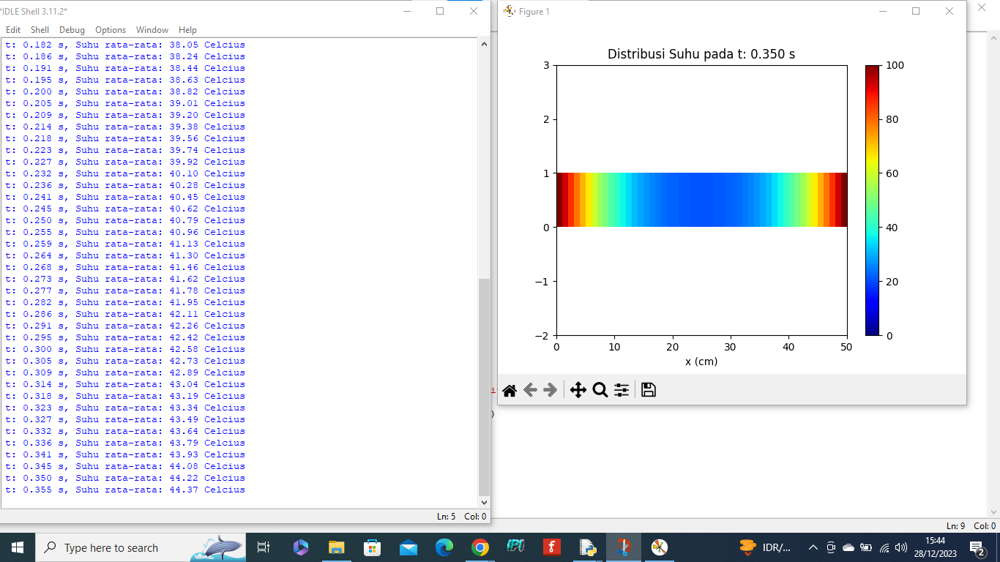 *IDLE Shell 3.11.2*
Edit Shell Debug Options Window Help
t: 0.182 s, Suhu rata-rata: 38.05 Celcius
t: 0.186 s, Suhu rata-rata: 38.24 Celcius
t: 0.191 s, Suhu rata-rata: 38.44 Celcius
t: 0.195 s, Suhu rata-rata: 38.63 Celcius
t: 0.200 s, Suhu rata-rata: 38.82 Celcius
t: 0.205 s, Suhu rata-rata: 39.01 Celcius
t: 0.209 s, Suhu rata-rata: 39.20 Celcius
t: 0.214 s, Suhu rata-rata: 39.38 Celcius
t: 0.218 s, Suhu rata-rata: 39.56 Celcius
t: 0.223 s, Suhu rata-rata: 39.74 Celcius
t: 0.227 s, Suhu rata-rata: 39.92 Celcius
t: 0.232 s, Suhu rata-rata: 40.10 Celcius
t: 0.236 s, Suhu rata-rata: 40.28 Celcius
t: 0.241 s, Suhu rata-rata: 40.45 Celcius
t: 0.245 s, Suhu rata-rata: 40.62 Celcius
t: 0.250 s, Suhu rata-rata: 40.79 Celcius
t: 0.255 s, Suhu rata-rata: 40.96 Celcius
t: 0.259 s, Suhu rata-rata: 41.13 Celcius
t: 0.264 s, Suhu rata-rata: 41.30 Celcius
t: 0.268 s, Suhu rata-rata: 41.46 Celcius
t: 0.273 s, Suhu rata-rata: 41.62 Celcius
t: 0.277 s, Suhu rata-rata: 41.78 Celcius
t: 0.282 s, Suhu rata-rata: 41.95 Celcius
t: 0.286 s, Suhu rata-rata: 42.11 Celcius
t: 0.291 s, Suhu rata-rata: 42.26 Celcius
t: 0.295 s, Suhu rata-rata: 42.42 Celcius
t: 0.300 s, Suhu rata-rata: 42.58 Celcius
t: 0.305 s, Suhu rata-rata: 42.73 Celcius
t: 0.309 s, Suhu rata-rata: 42.89 Celcius
t: 0.314 s, Suhu rata-rata: 43.04 Celcius
t: 0.318 s, Suhu rata-rata: 43.19 Celcius
t: 0.323 s, Suhu rata-rata: 43.34 Celcius
t: 0.327 s, Suhu rata-rata: 43.49 Celcius
t: 0.332 s, Suhu rata-rata: 43.64 Celcius
t: 0.336 s, Suhu rata-rata: 43.79 Celcius
t: 0.341 s, Suhu rata-rata: 43.93 Celcius
t: 0.345 s, Suhu rata-rata: 44.08 Celcius
t: 0.350 s, Suhu rata-rata: 44.22 Celcius
t: 0.355 s, Suhu rata-rata: 44.37 Celcius
Ln: 5 Col: 0
Figure 1
Distribusi Suhu pada t: 0.350 s
3
2
1
0
−1
−2
0 10 20 30 40 50
x (cm)
100
80
60
40
20
0
)
Ln: 9 Col: 0
Type here to search
IDR/...
15:44
28/12/2023
2